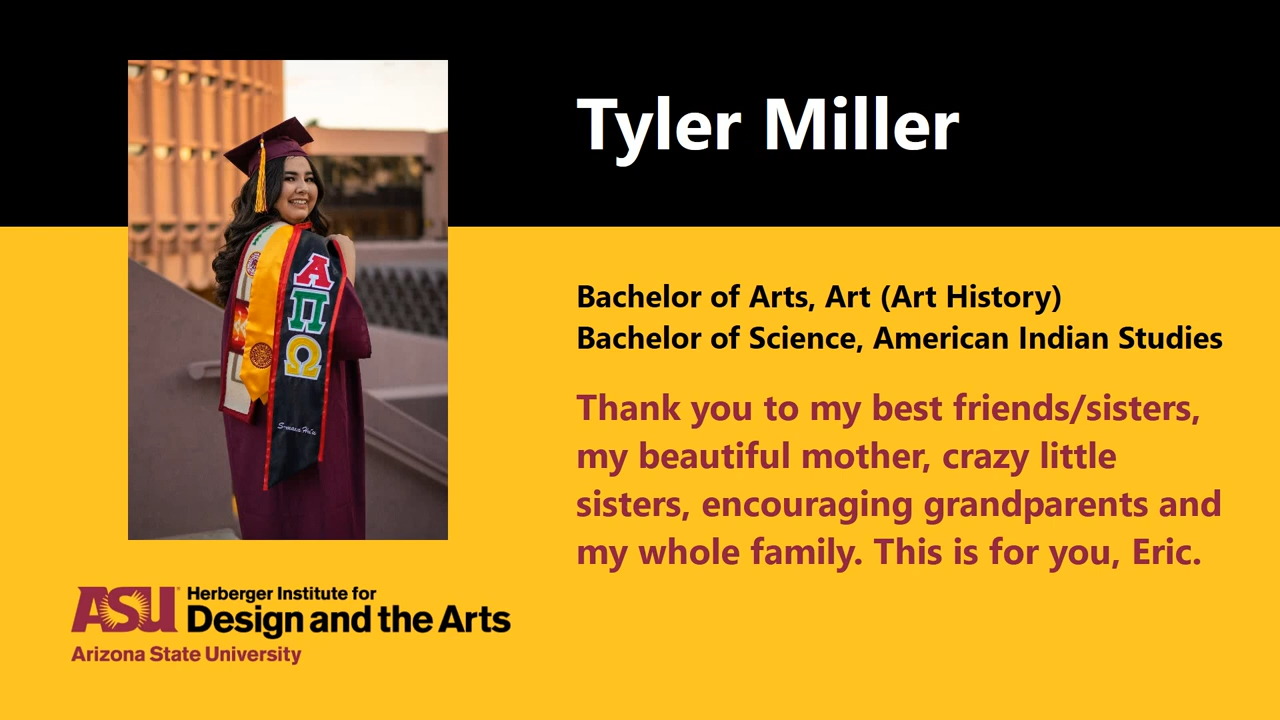 Tyler Miller
Bachelor of Arts, Art (Art History)
Bachelor of Science, American Indian Studies
Thank you to my best friends/sisters,
my beautiful mother, crazy little
sisters, encouraging grandparents and
my whole family. This is for you, Eric.
Α
Π
Ω
ASU Herberger Institute for
Design and the Arts
Arizona State University